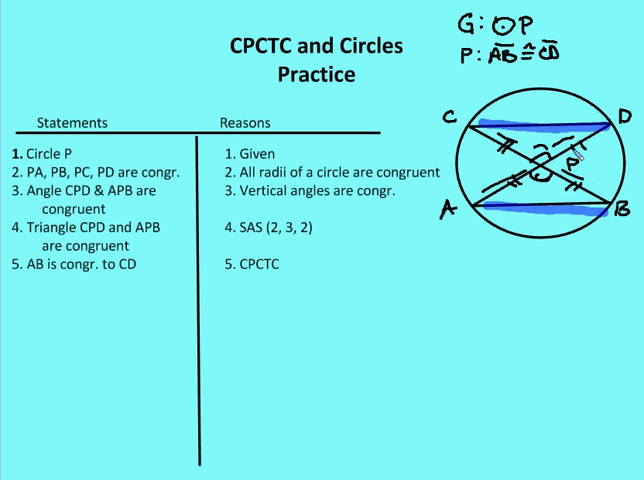 CPCTC and Circles
Practice
G: ⊙P
P: AB ≅ CD
Statements
Reasons
1. Circle P
1. Given
2. PA, PB, PC, PD are congr.
2. All radii of a circle are congruent
3. Angle CPD & APB are
congruent
3. Vertical angles are congr.
4. Triangle CPD and APB
are congruent
4. SAS (2, 3, 2)
5. AB is congr. to CD
5. CPCTC
C
D
P
A
B